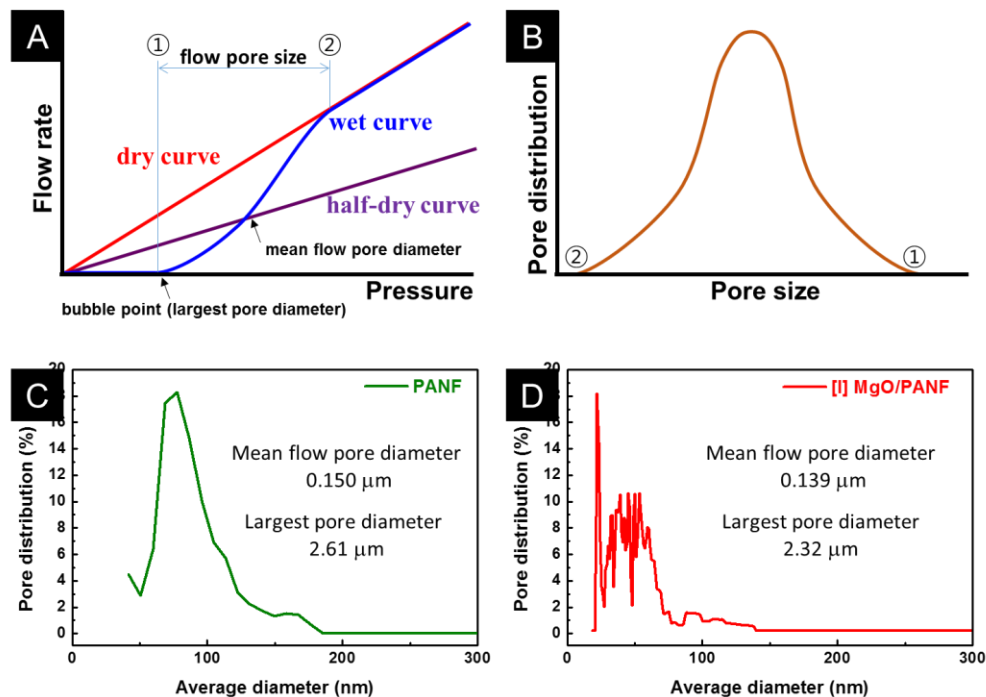 A
①
②
flow pore size
dry curve
wet curve
half-dry curve
mean flow pore diameter
bubble point (largest pore diameter)
Flow rate
Pressure
B
②
①
Pore distribution
Pore size
C
PANF
Mean flow pore diameter
0.150 μm
Largest pore diameter
2.61 μm
Pore distribution (%)
20
18
16
14
12
10
8
6
4
2
0
0
100
200
300
Average diameter (nm)
D
[I] MgO/PANF
Mean flow pore diameter
0.139 μm
Largest pore diameter
2.32 μm
Pore distribution (%)
20
18
16
14
12
10
8
6
4
2
0
0
100
200
300
Average diameter (nm)